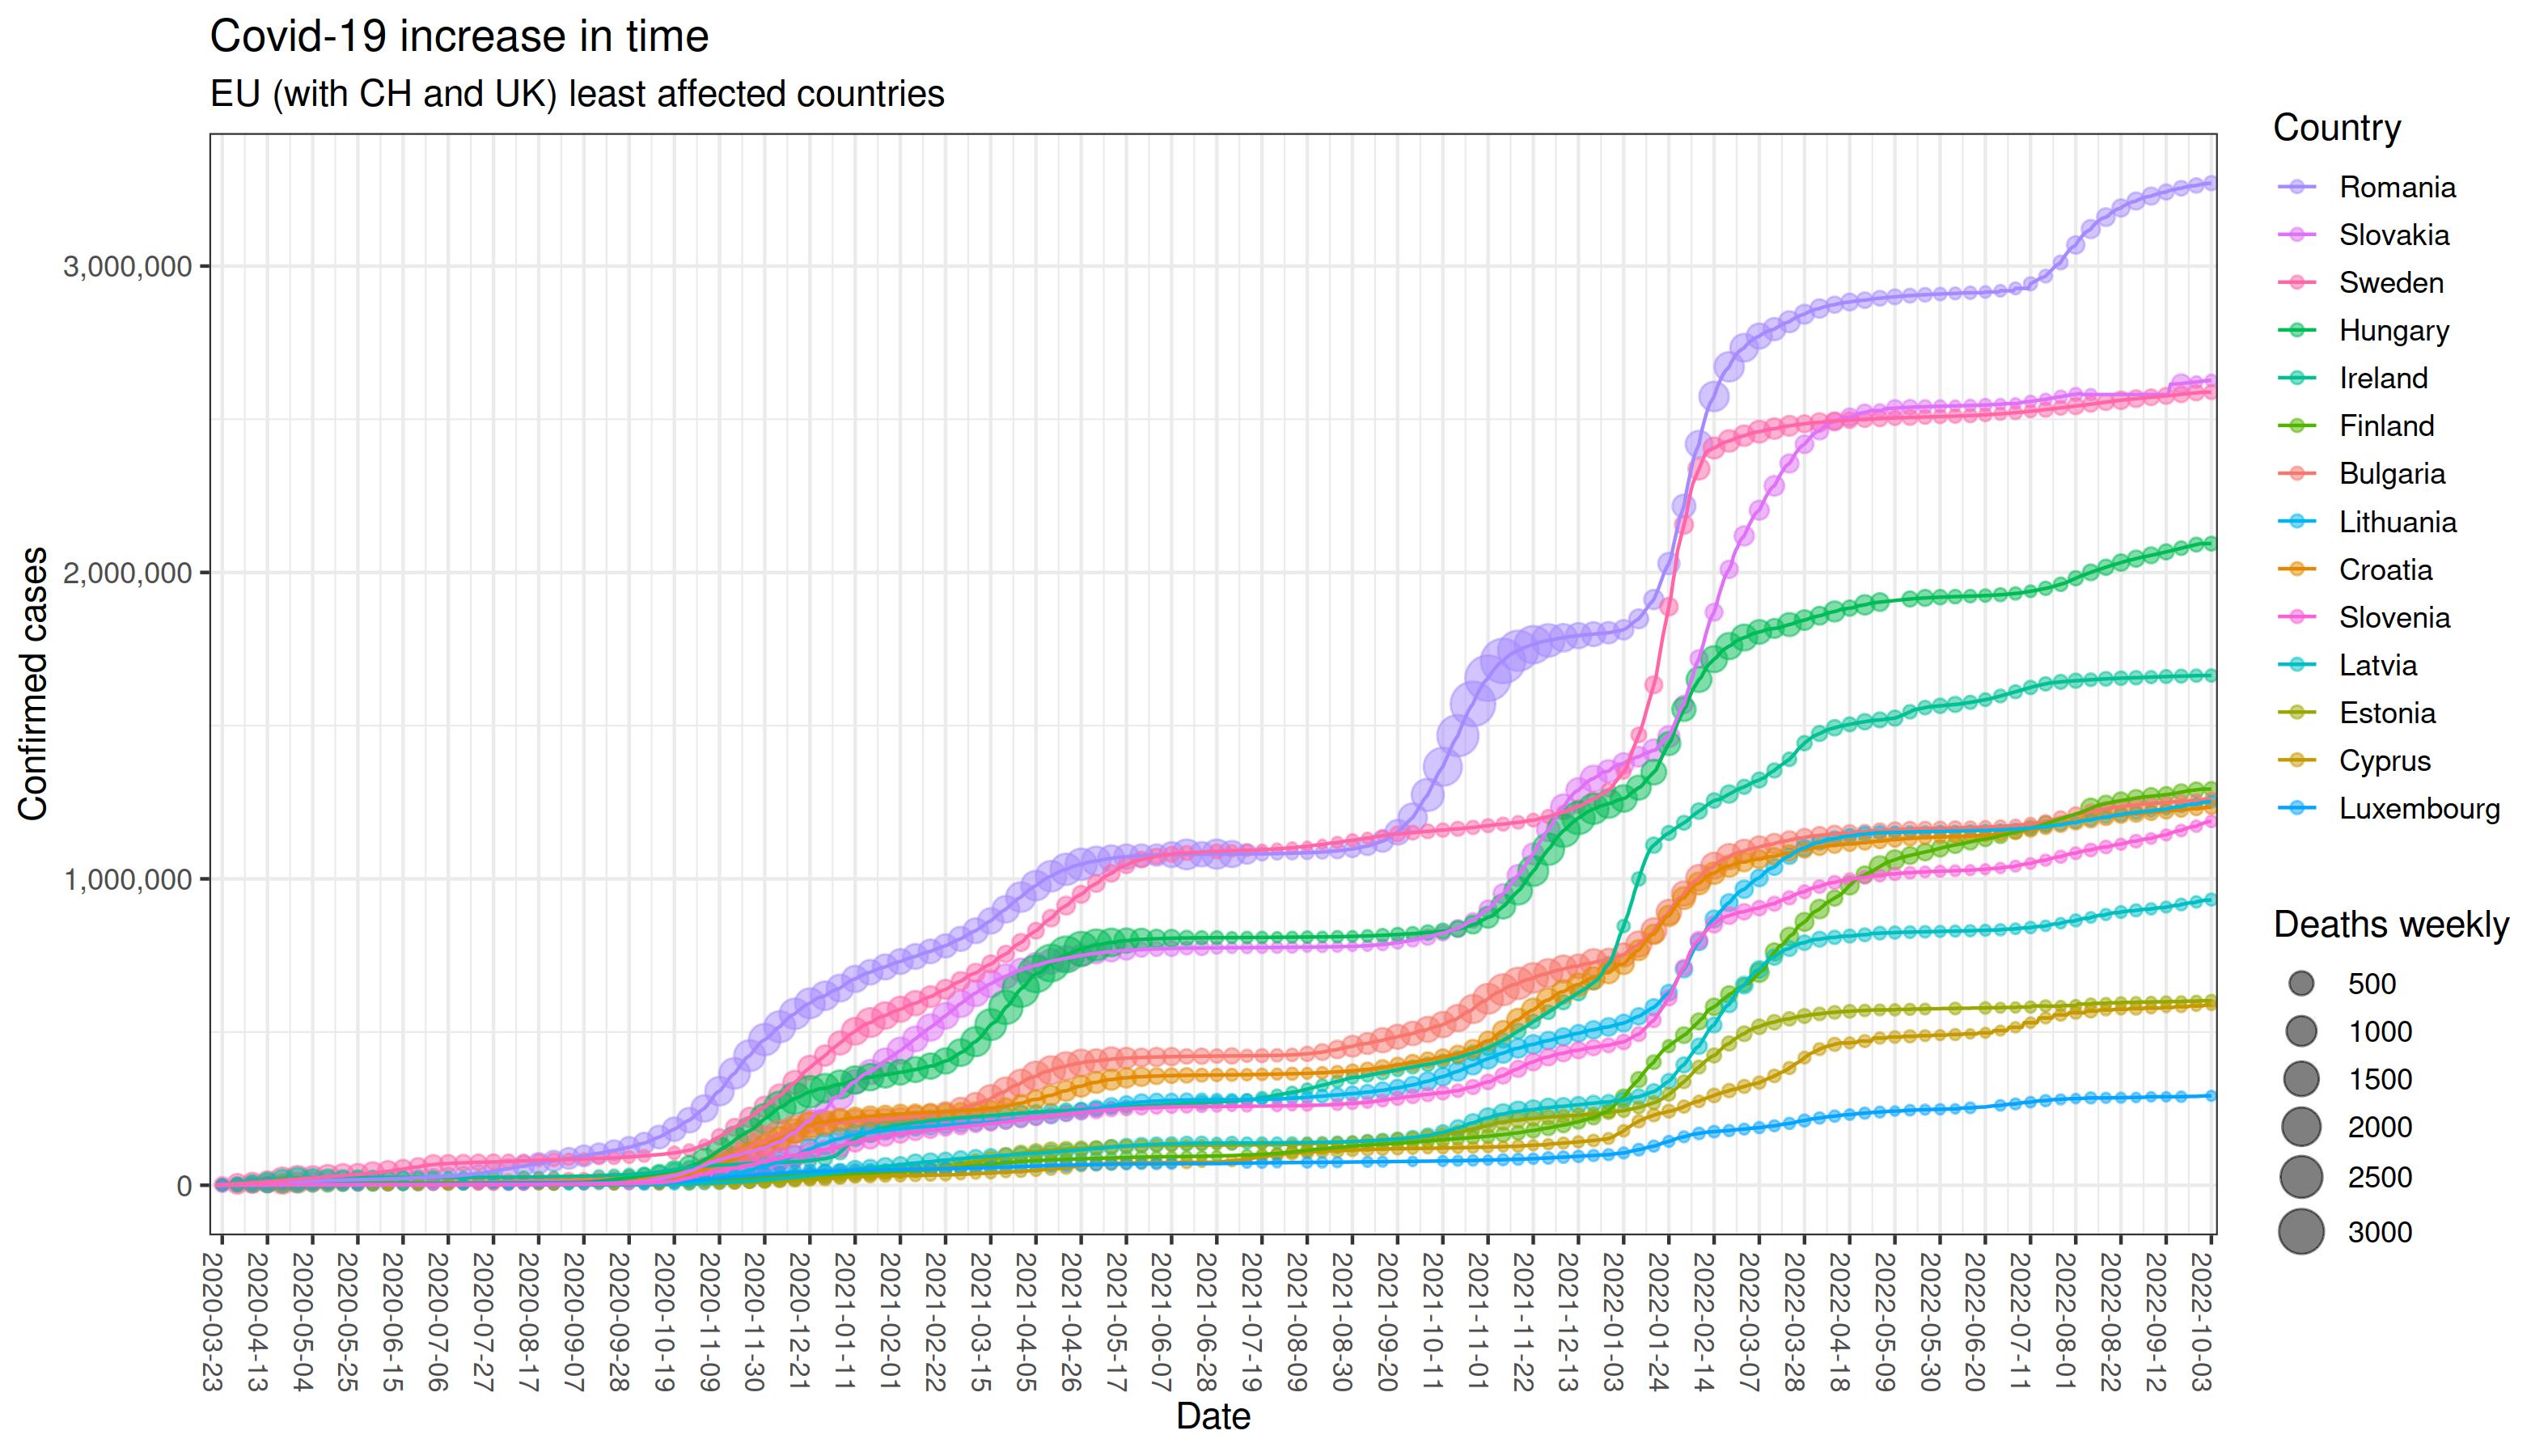 Covid-19 increase in time
EU (with CH and UK) least affected countries
Confirmed cases
3,000,000
2,000,000
1,000,000
0
2020-03-23
2020-04-13
2020-05-04
2020-05-25
2020-06-15
2020-07-06
2020-07-27
2020-08-17
2020-09-07
2020-09-28
2020-10-19
2020-11-09
2020-11-30
2020-12-21
2021-01-11
2021-02-01
2021-02-22
2021-03-15
2021-04-05
2021-04-26
2021-05-17
2021-06-07
2021-06-28
2021-07-19
2021-08-09
2021-08-30
2021-09-20
2021-10-11
2021-11-01
2021-11-22
2021-12-13
2022-01-03
2022-01-24
2022-02-14
2022-03-07
2022-03-28
2022-04-18
2022-05-09
2022-05-30
2022-06-20
2022-07-11
2022-08-01
2022-08-22
2022-09-12
2022-10-03
Date
Country
Romania
Slovakia
Sweden
Hungary
Ireland
Finland
Bulgaria
Lithuania
Croatia
Slovenia
Latvia
Estonia
Cyprus
Luxembourg
Deaths weekly
500
1000
1500
2000
2500
3000